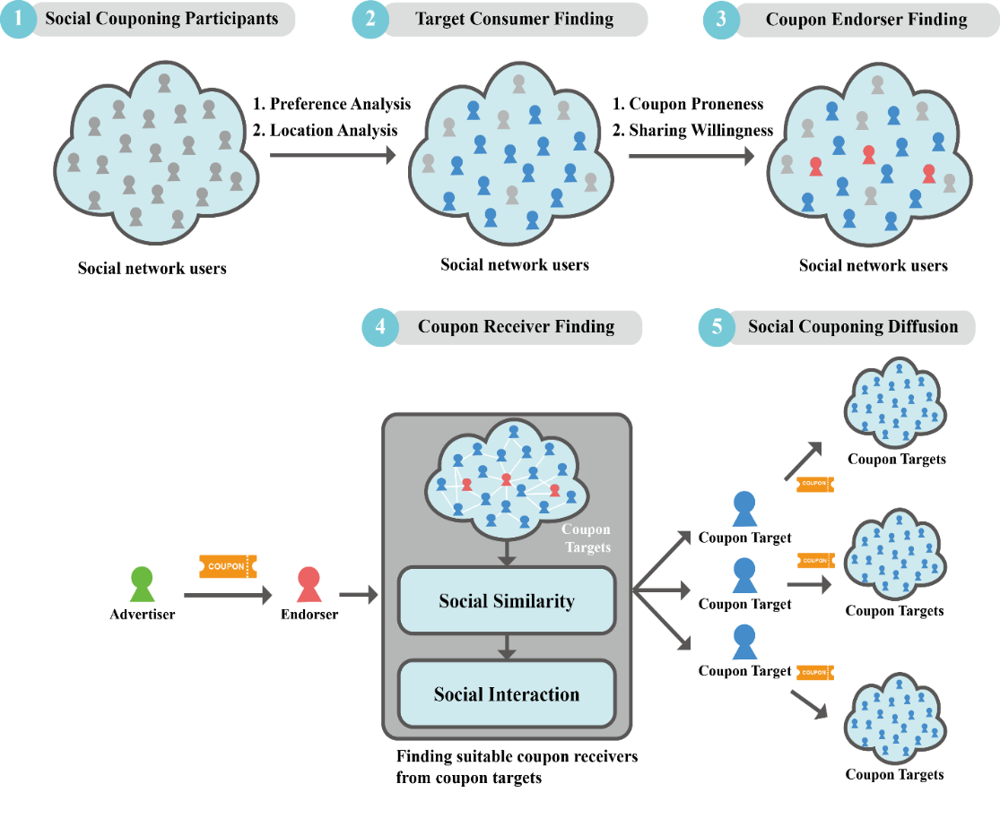 1 Social Couponing Participants
2 Target Consumer Finding
3 Coupon Endorser Finding
1. Preference Analysis
2. Location Analysis
1. Coupon Proneness
2. Sharing Willingness
Social network users
Social network users
Social network users
4 Coupon Receiver Finding
5 Social Couponing Diffusion
Coupon Targets
COUPON
Coupon
Targets
Coupon Target
COUPON
COUPON
Advertiser
Endorser
Social Similarity
Coupon Target
Coupon Targets
Coupon Target
COUPON
Social Interaction
Finding suitable coupon receivers
from coupon targets
Coupon Targets